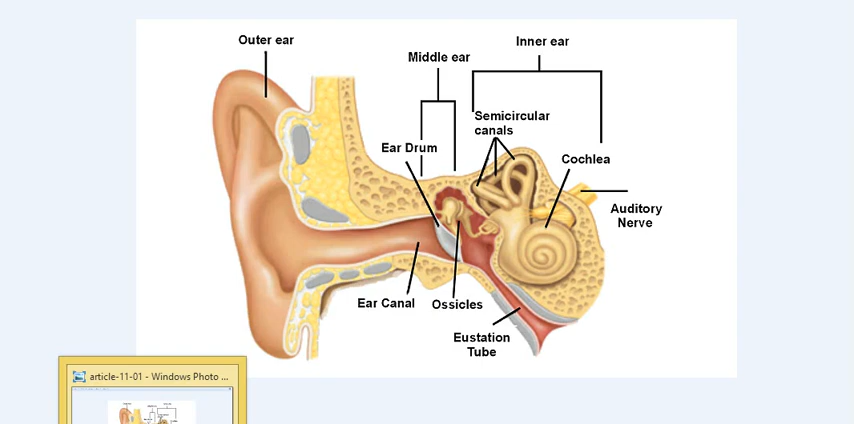 Outer ear
Inner ear
Middle ear
Semicircular
canals
Ear Drum
Cochlea
Auditory
Nerve
Ear Canal
Ossicles
Eustation
Tube
article-11-01 - Windows Photo ...